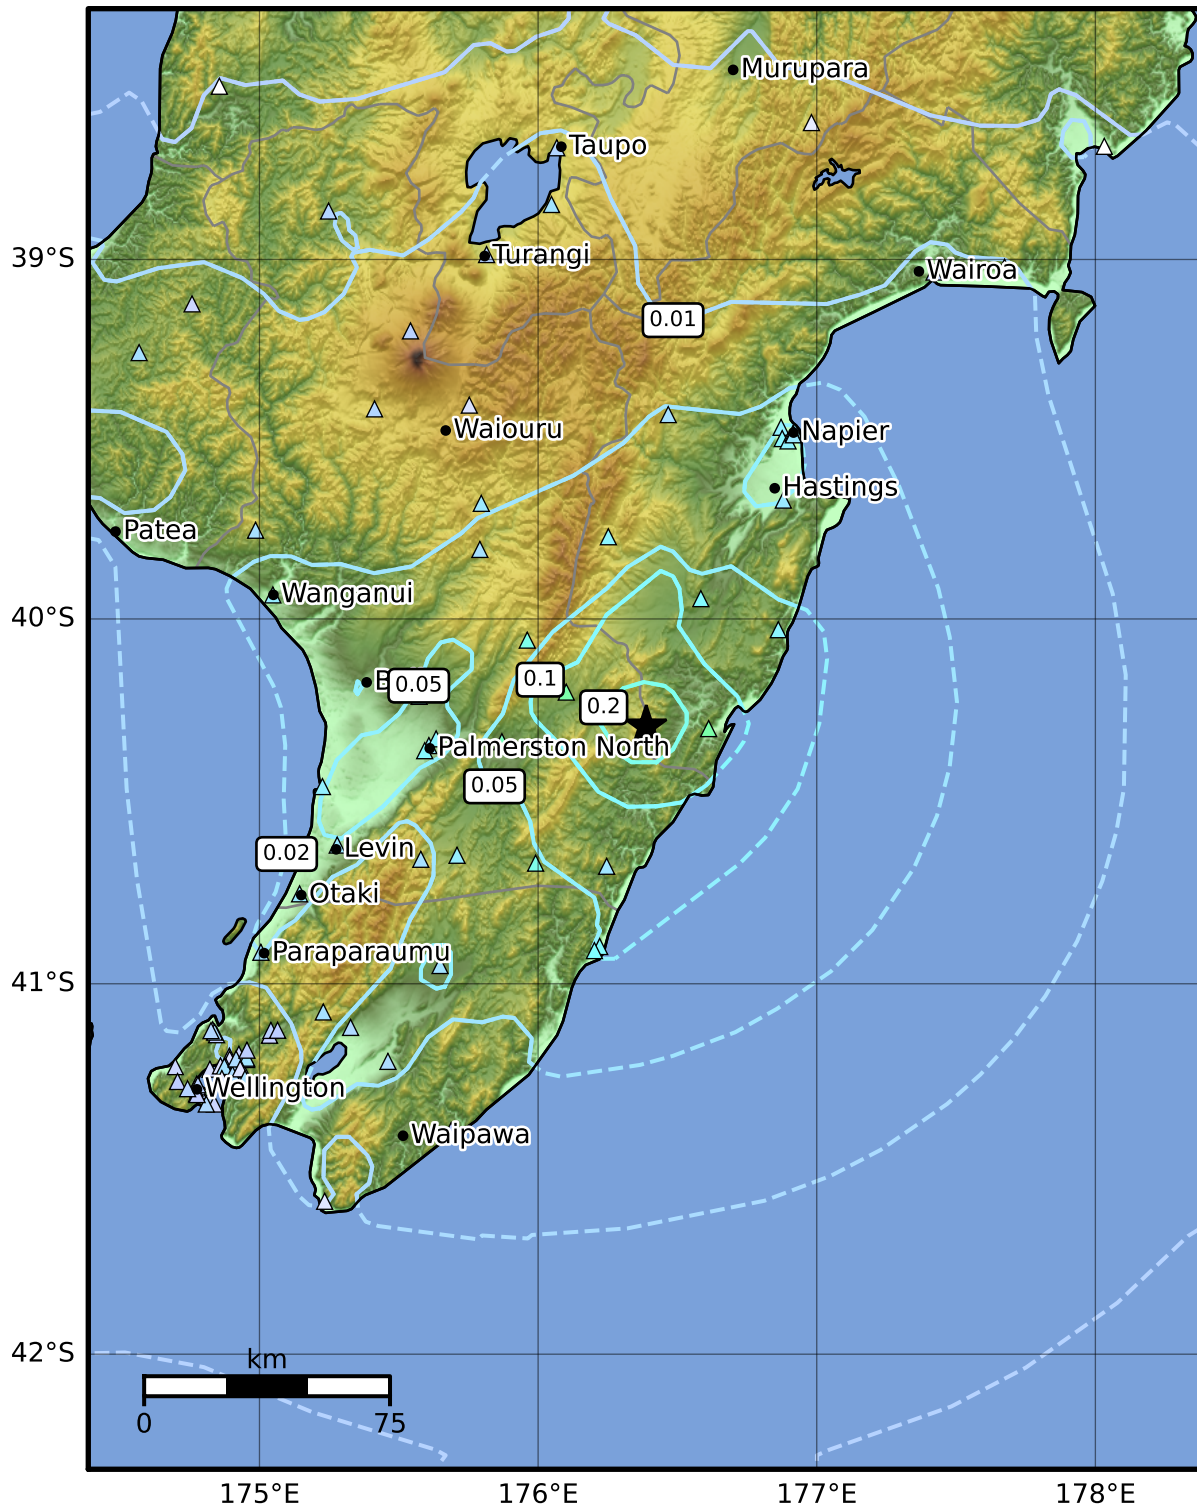 Murupara
Taupo
39°S
Turangi
Wairoa
0.01
Waiouru
Napier
Hastings
Patea
Wanganui
40°S
0.05
0.1
0.2
Palmerston North
0.05
0.02
Levin
Otaki
Paraparaumu
41°S
Wellington
Waipawa
42°S
km
0
75
175°E
176°E
177°E
178°E